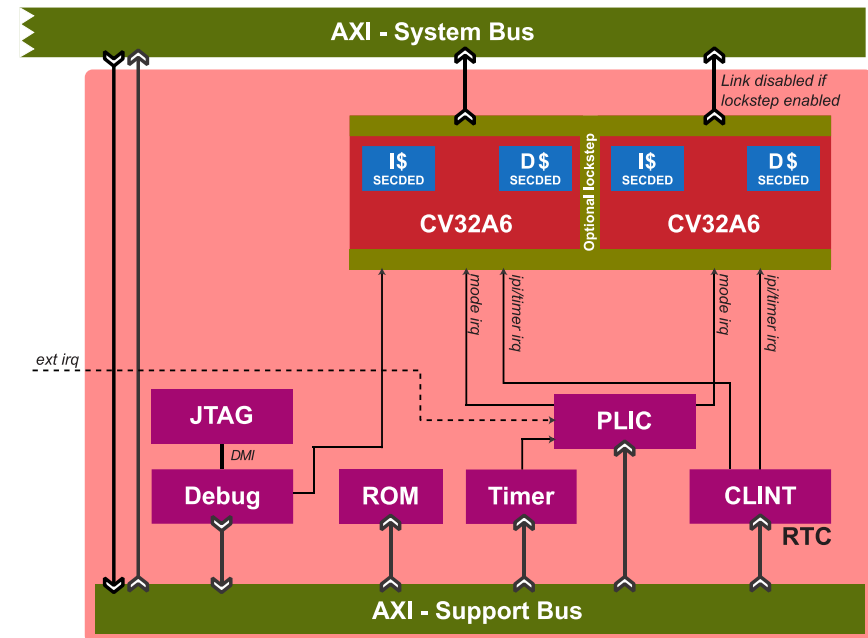 AXI - System Bus
Link disabled if
lockstep enabled
I$
SECDED
D$
SECDED
CV32A6
Optional lockstep
I$
SECDED
D$
SECDED
CV32A6
mode irq
ipi/timer irq
mode irq
ipi/timer irq
ext irq
JTAG
DMI
Debug
ROM
Timer
PLIC
CLINT
RTC
AXI - Support Bus